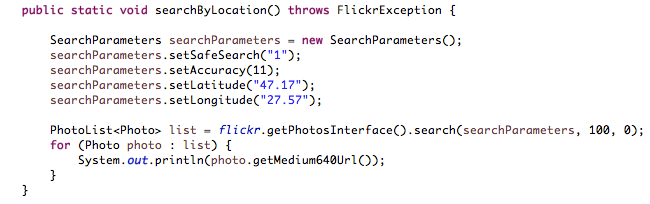 public static void searchByLocation() throws FlickrException {
SearchParameters searchParameters = new SearchParameters();
searchParameters.setSafeSearch("1");
searchParameters.setAccuracy(11);
searchParameters.setLatitude("47.17");
searchParameters.setLongitude("27.57");
PhotoList<Photo> list = flickr.getPhotosInterface().search(searchParameters, 100, 0);
for (Photo photo : list) {
System.out.println(photo.getMedium640Url());
}
}